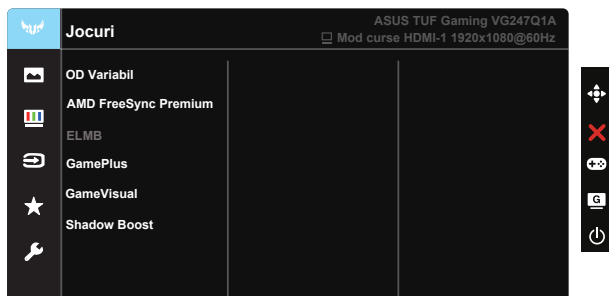 Jocuri
ASUS TUF Gaming VG247Q1A
Mod curse HDMI-1 1920x1080@60Hz
OD Variabil
AMD FreeSync Premium
ELMB
GamePlus
GameVisual
Shadow Boost
G